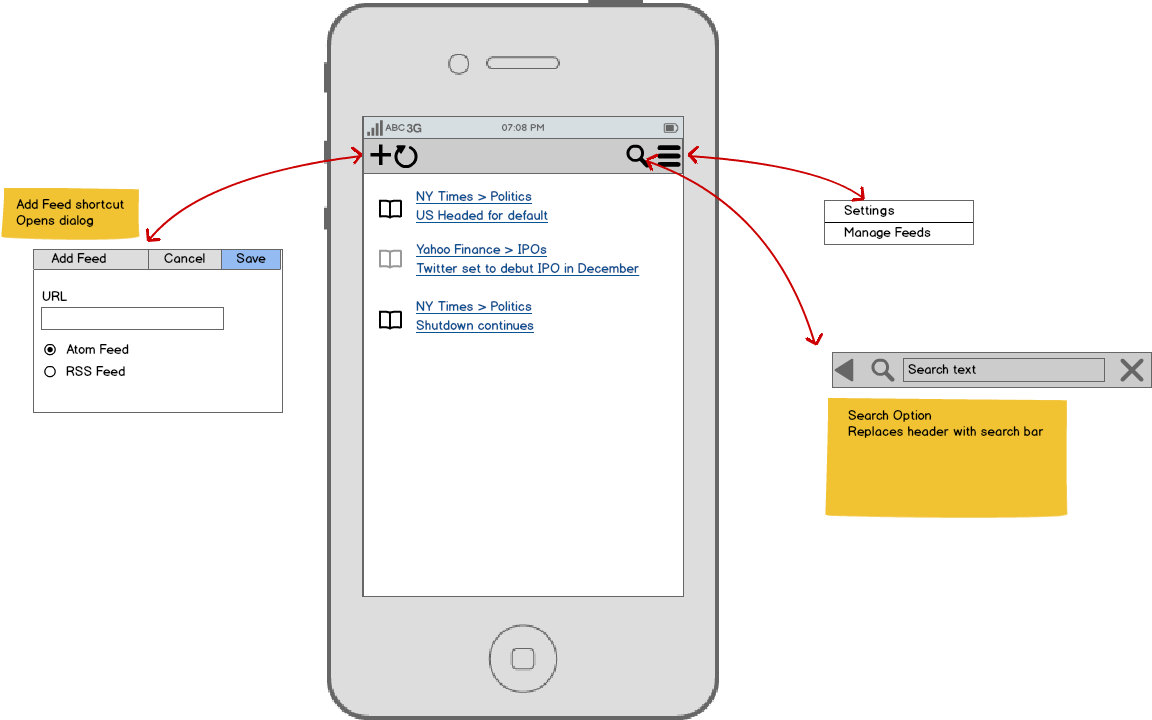 ABC 3G 07:08 PM
NY Times > Politics
US Headed for default
Yahoo Finance > IPOs
Twitter set to debut IPO in December
NY Times > Politics
Shutdown continues
Add Feed shortcut
Opens dialog
Add Feed Cancel Save
URL
Atom Feed
RSS Feed
Settings
Manage Feeds
Search text
Search Option
Replaces header with search bar